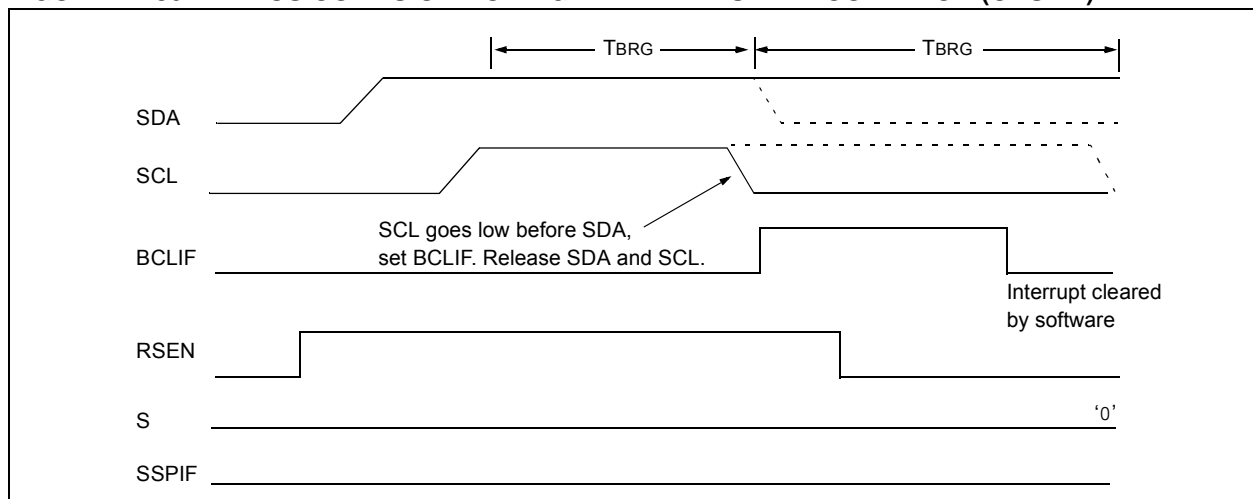 TBRG TBRG
SDA
SCL
SCL goes low before SDA,
set BCLIF. Release SDA and SCL.
BCLIF
Interrupt cleared
by software
RSEN
S
‘0’
SSPIF